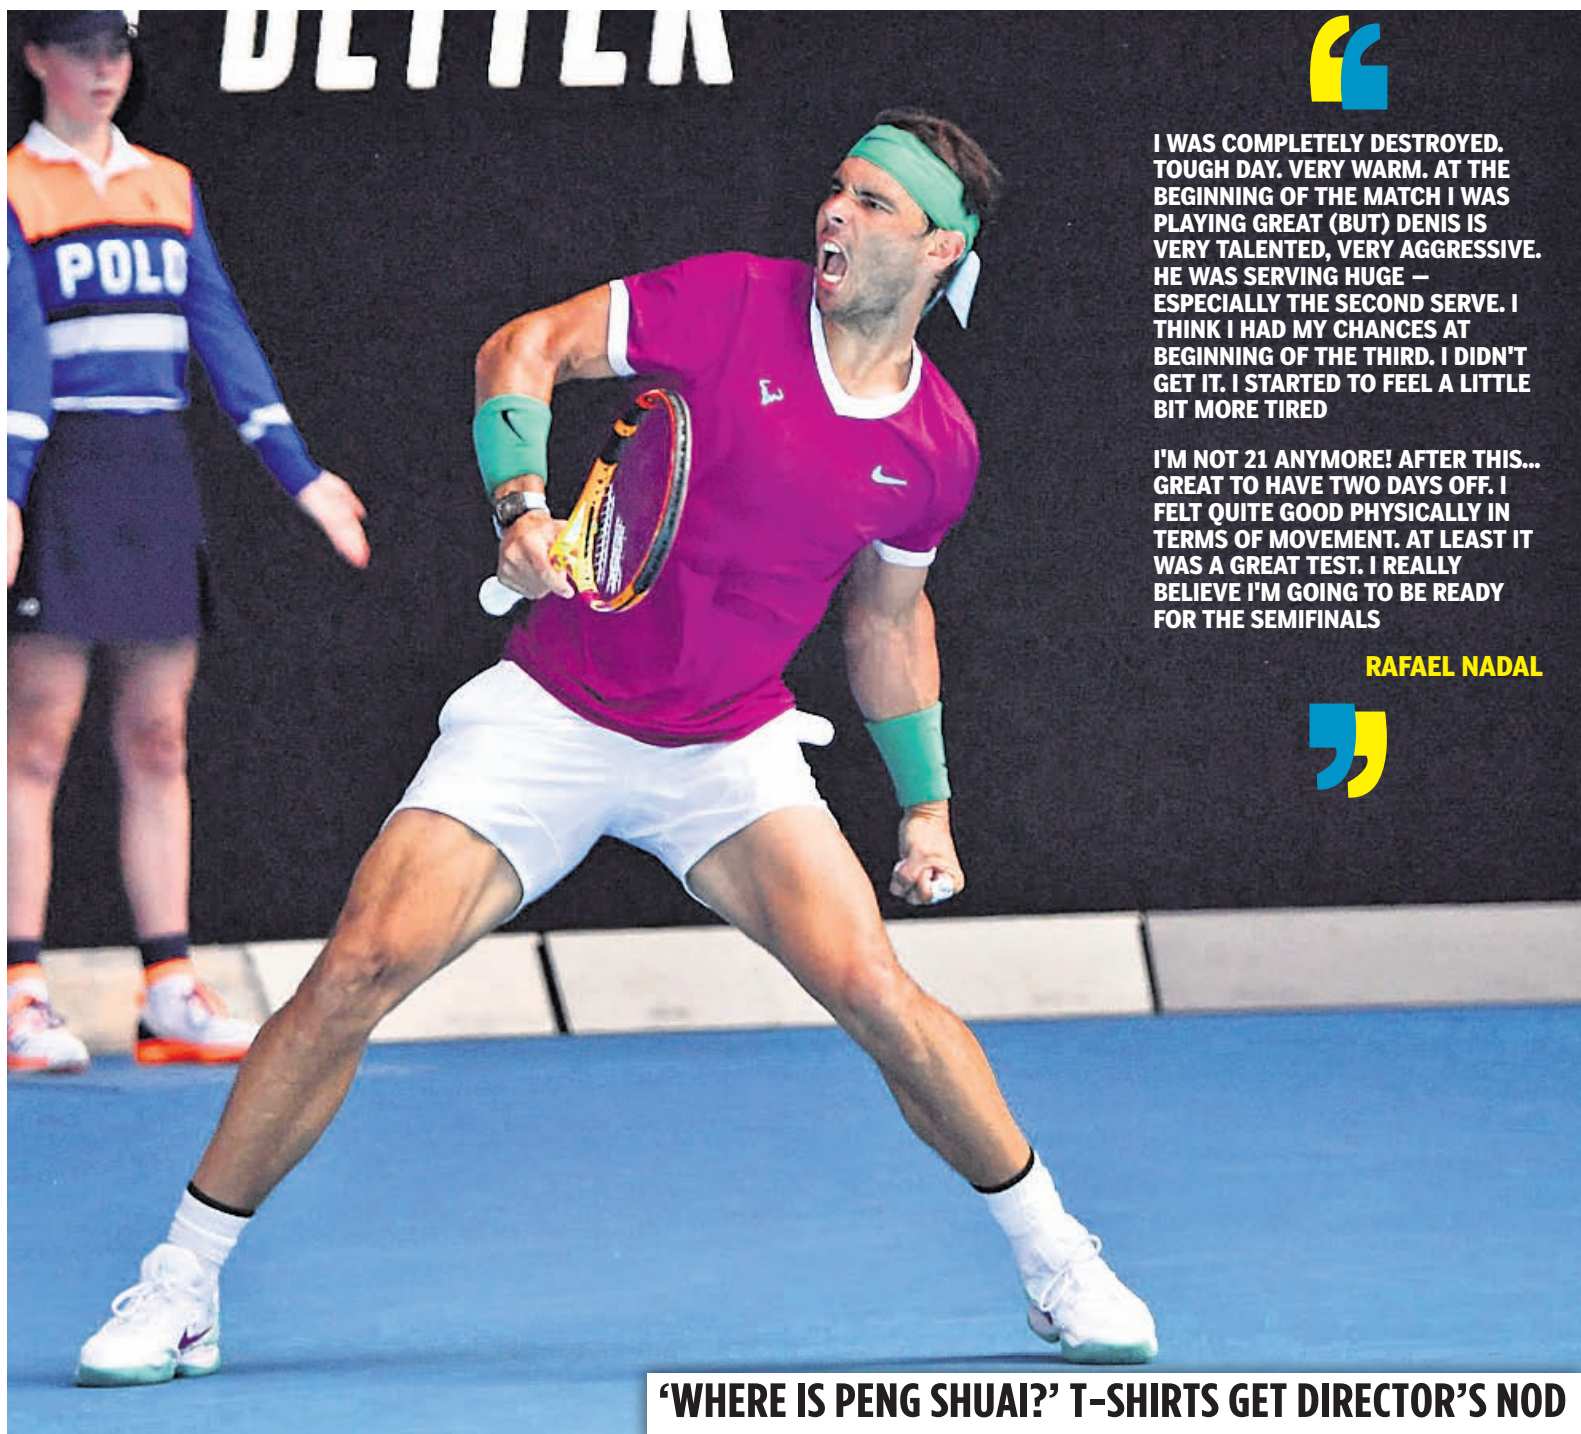 BETTER
POLO
I WAS COMPLETELY DESTROYED.
TOUGH DAY. VERY WARM. AT THE
BEGINNING OF THE MATCH I WAS
PLAYING GREAT (BUT) DENIS IS
VERY TALENTED, VERY AGGRESSIVE.
HE WAS SERVING HUGE –
ESPECIALLY THE SECOND SERVE. I
THINK I HAD MY CHANCES AT
BEGINNING OF THE THIRD. I DIDN'T
GET IT. I STARTED TO FEEL A LITTLE
BIT MORE TIRED
I'M NOT 21 ANYMORE! AFTER THIS...
GREAT TO HAVE TWO DAYS OFF. I
FELT QUITE GOOD PHYSICALLY IN
TERMS OF MOVEMENT. AT LEAST IT
WAS A GREAT TEST. I REALLY
BELIEVE I'M GOING TO BE READY
FOR THE SEMIFINALS
RAFAEL NADAL
‘WHERE IS PENG SHUAI?’ T-SHIRTS GET DIRECTOR’S NOD